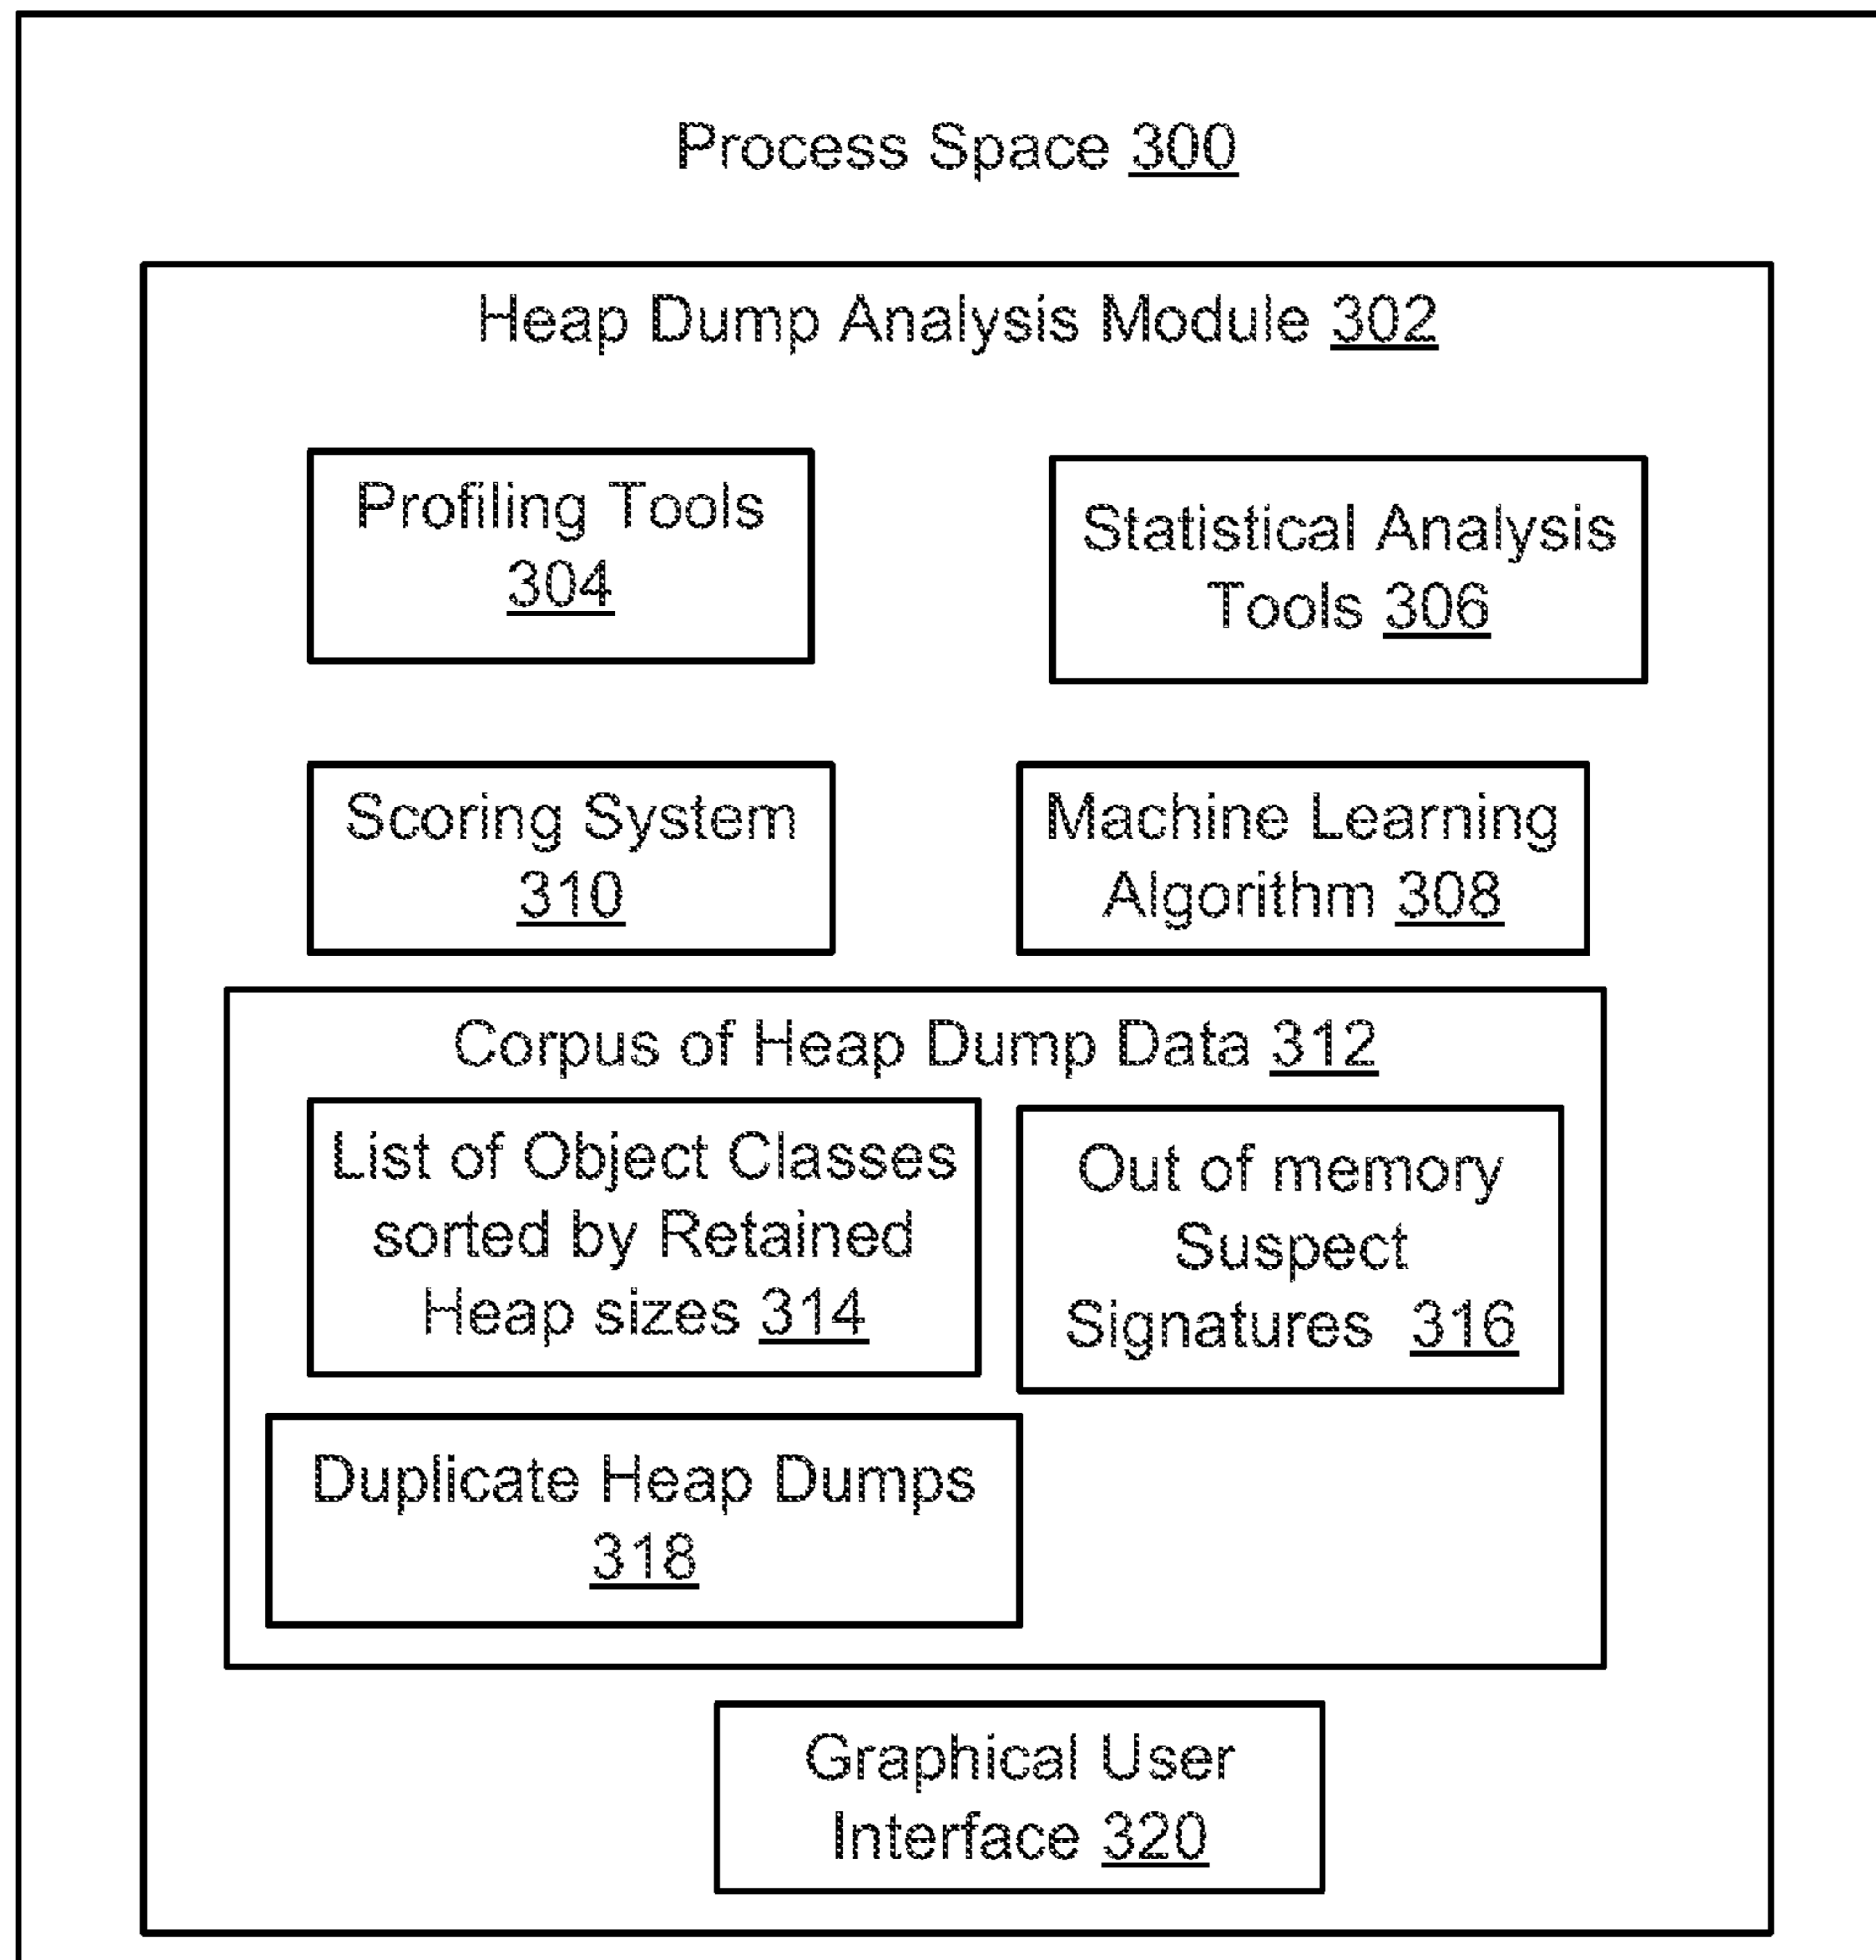 Process Space 300
Heap Dump Analysis Module 302
Profiling Tools
304
Statistical Analysis
Tools 306
Scoring System
310
Machine Learning
Algorithm 308
Corpus of Heap Dump Data 312
List of Object Classes
sorted by Retained
Heap sizes 314
Out of memory
Suspect
Signatures 316
Duplicate Heap Dumps
318
Graphical User
Interface 320